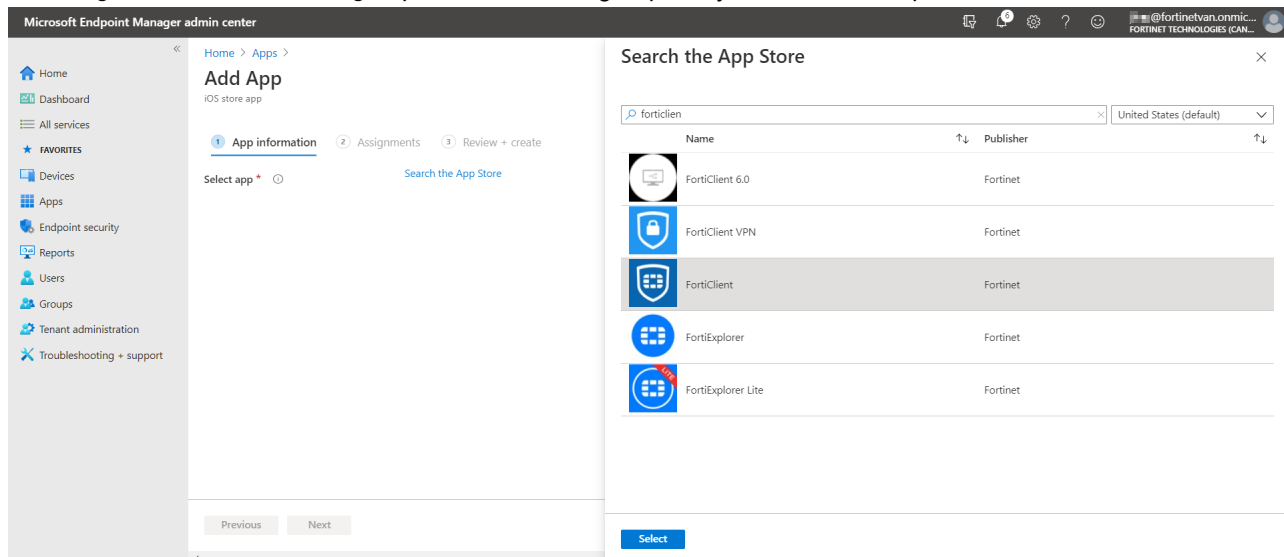 Microsoft Endpoint Manager admin center
6
@fortinetvan.onmic...
FORTINET TECHNOLOGIES (CAN...
Home
Dashboard
All services
FAVORITES
Devices
Apps
Endpoint security
Reports
Users
Groups
Tenant administration
Troubleshooting + support
Home > Apps >
Add App
iOS store app
1 App information 2 Assignments 3 Review + create
Select app * Search the App Store
Previous Next
Search the App Store
forticlien United States (default)
Name Publisher
FortiClient 6.0 Fortinet
FortiClient VPN Fortinet
FortiClient Fortinet
FortiExplorer Fortinet
LITE
FortiExplorer Lite Fortinet
Select